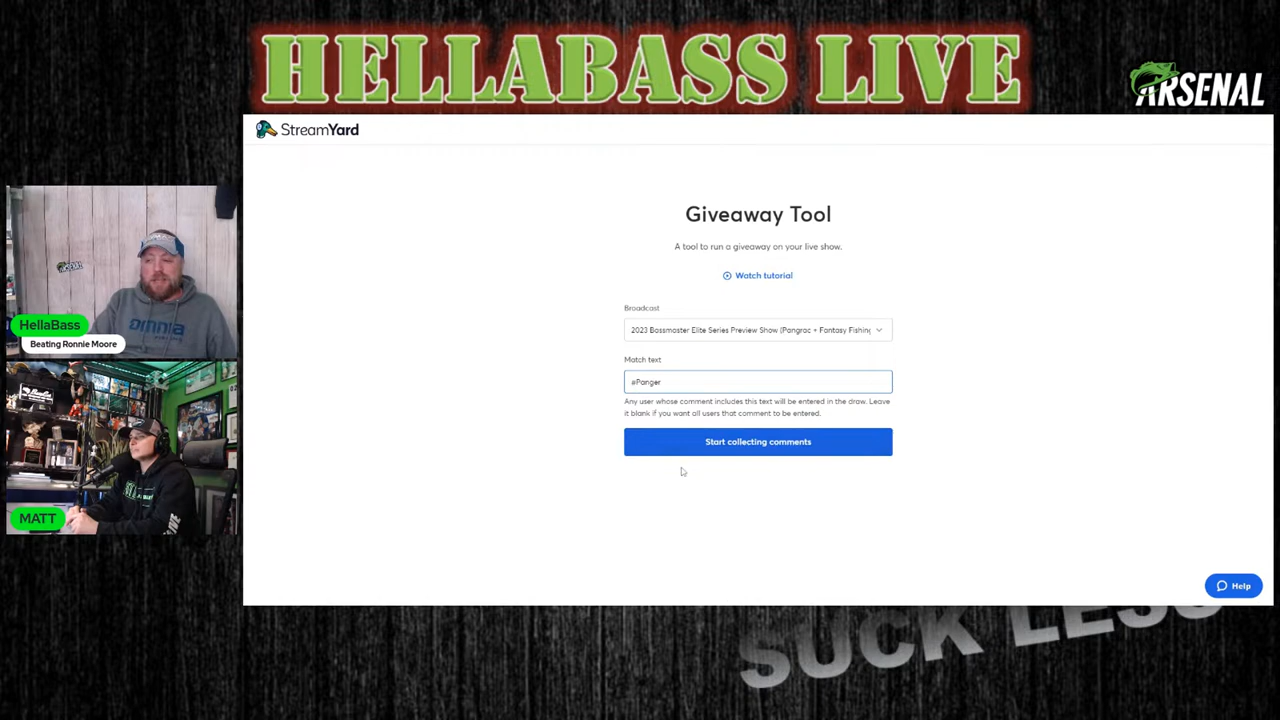 HELLABASS LIVE
ARSENAL
StreamYard
Giveaway Tool
A tool to run a giveaway on your live show.
Watch tutorial
Broadcast
2023 Bassmaster Elite Series Preview Show (Pangrac + Fantasy Fishing
Match text
#Panger
Any user whose comment includes this text will be entered in the draw. Leave
it blank if you want all users that comment to be entered.
Start collecting comments
Help
ARSENAL
omnia
HellaBass
Beating Ronnie Moore
MATT
SUCK LESS